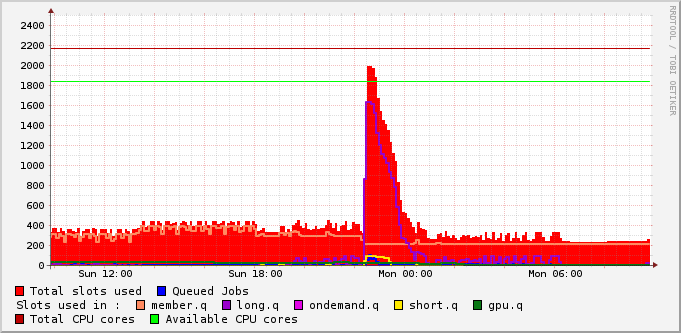 RRDTOOL / TOBI OETIKER
2400
2200
2000
1800
1600
1400
1200
1000
800
600
400
200
0
Sun 12:00 Sun 18:00 Mon 00:00 Mon 06:00
Total slots used Queued Jobs
Slots used in : member.q long.q ondemand.q short.q gpu.q
Total CPU cores Available CPU cores